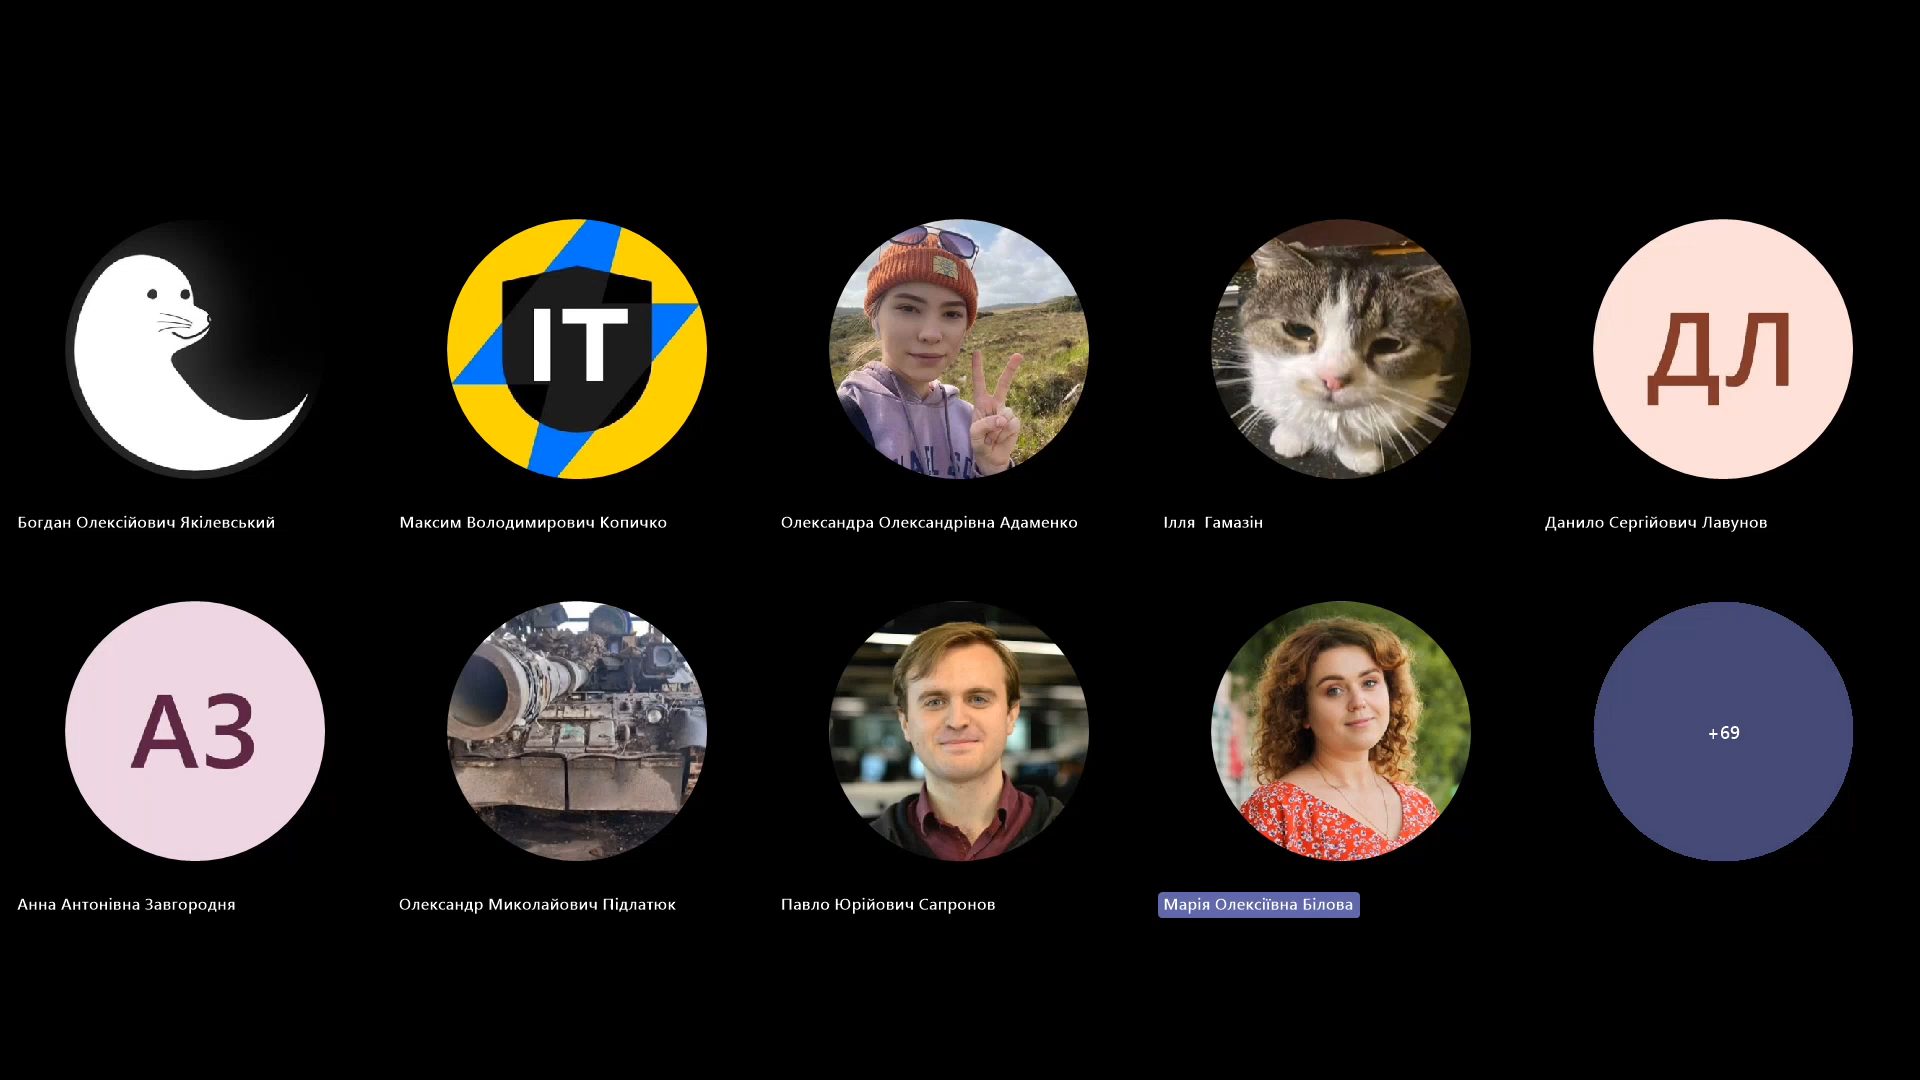 IT
ДЛ
Богдан Олексійович Якілевський
Максим Володимирович Копичко
Олександра Олександрівна Адаменко
Ілля Гамазін
Данило Сергійович Лавунов
АЗ
+69
Анна Антонівна Завгородня
Олександр Миколайович Підлатюк
Павло Юрійович Сапронов
Марія Олексіївна Білова